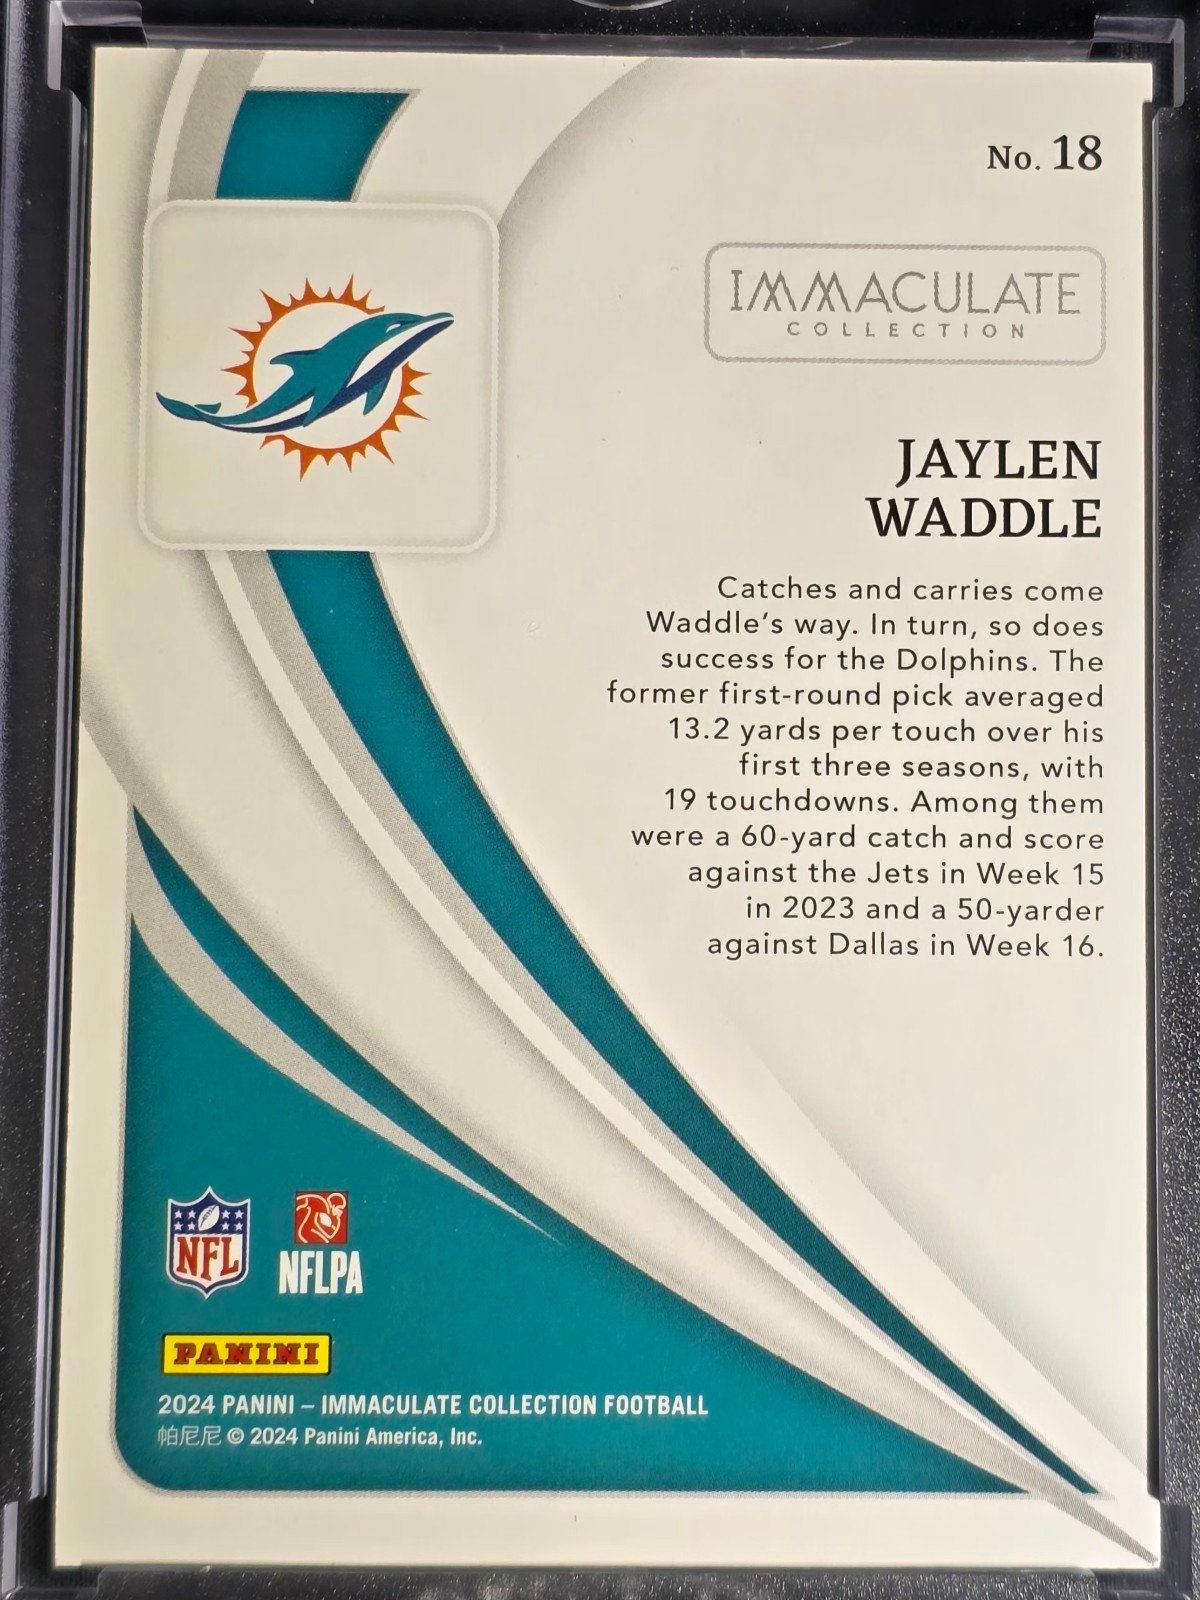 No. 18
IMMACULATE
COLLECTION
JAYLEN
WADDLE
Catches and carries come
Waddle's way. In turn, so does
success for the Dolphins. The
former first-round pick averaged
13.2 yards per touch over his
first three seasons, with
19 touchdowns. Among them
were a 60-yard catch and score
against the Jets in Week 15
in 2023 and a 50-yarder
against Dallas in Week 16.
NFL
NFLPA
PANINI
2024 PANINI – IMMACULATE COLLECTION FOOTBALL
帕尼尼 © 2024 Panini America, Inc.